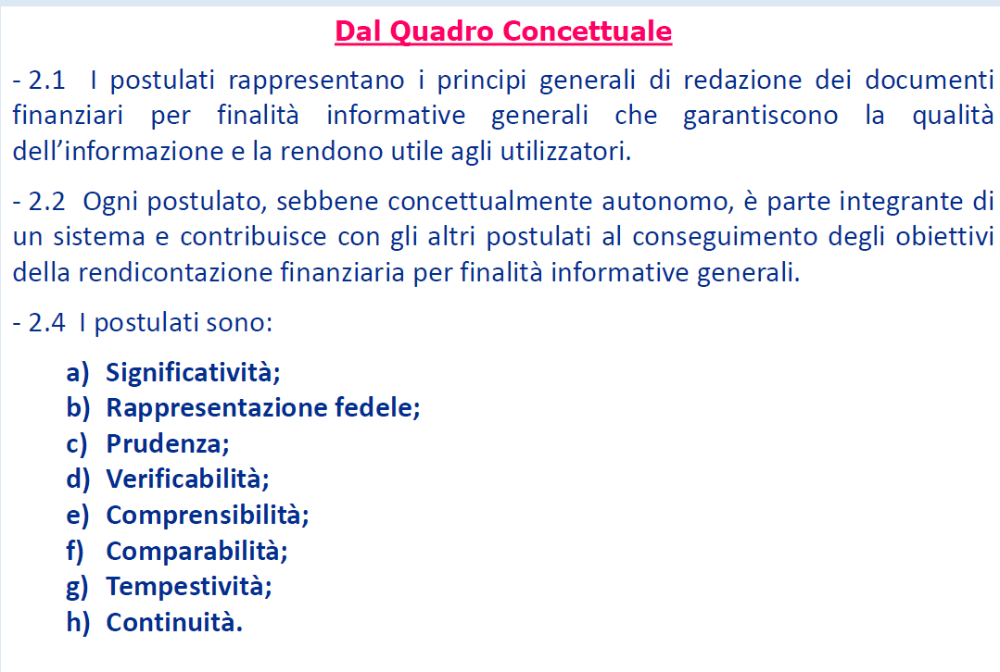 Dal Quadro Concettuale
- 2.1 I postulati rappresentano i principi generali di redazione dei documenti
finanziari per finalità informative generali che garantiscono la qualità
dell’informazione e la rendono utile agli utilizzatori.
- 2.2 Ogni postulato, sebbene concettualmente autonomo, è parte integrante di
un sistema e contribuisce con gli altri postulati al conseguimento degli obiettivi
della rendicontazione finanziaria per finalità informative generali.
- 2.4 I postulati sono:
a) Significatività;
b) Rappresentazione fedele;
c) Prudenza;
d) Verificabilità;
e) Comprensibilità;
f) Comparabilità;
g) Tempestività;
h) Continuità.